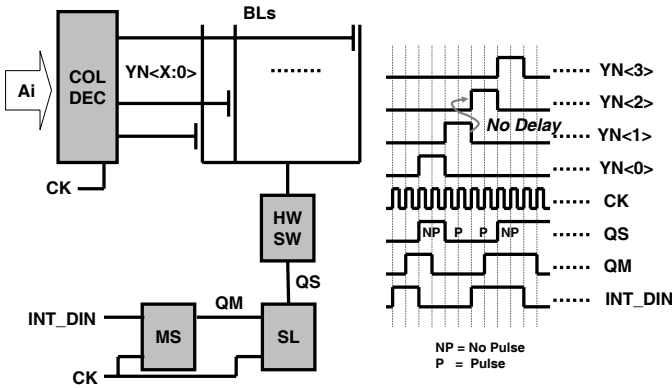 BLs
Ai
COL
DEC
YN<X:0>
CK
HW
SW
QS
INT_DIN
QM
MS
SL
CK
YN<3>
YN<2>
No Delay
YN<1>
YN<0>
CK
NP P P NP
QS
QM
INT_DIN
NP = No Pulse
P = Pulse